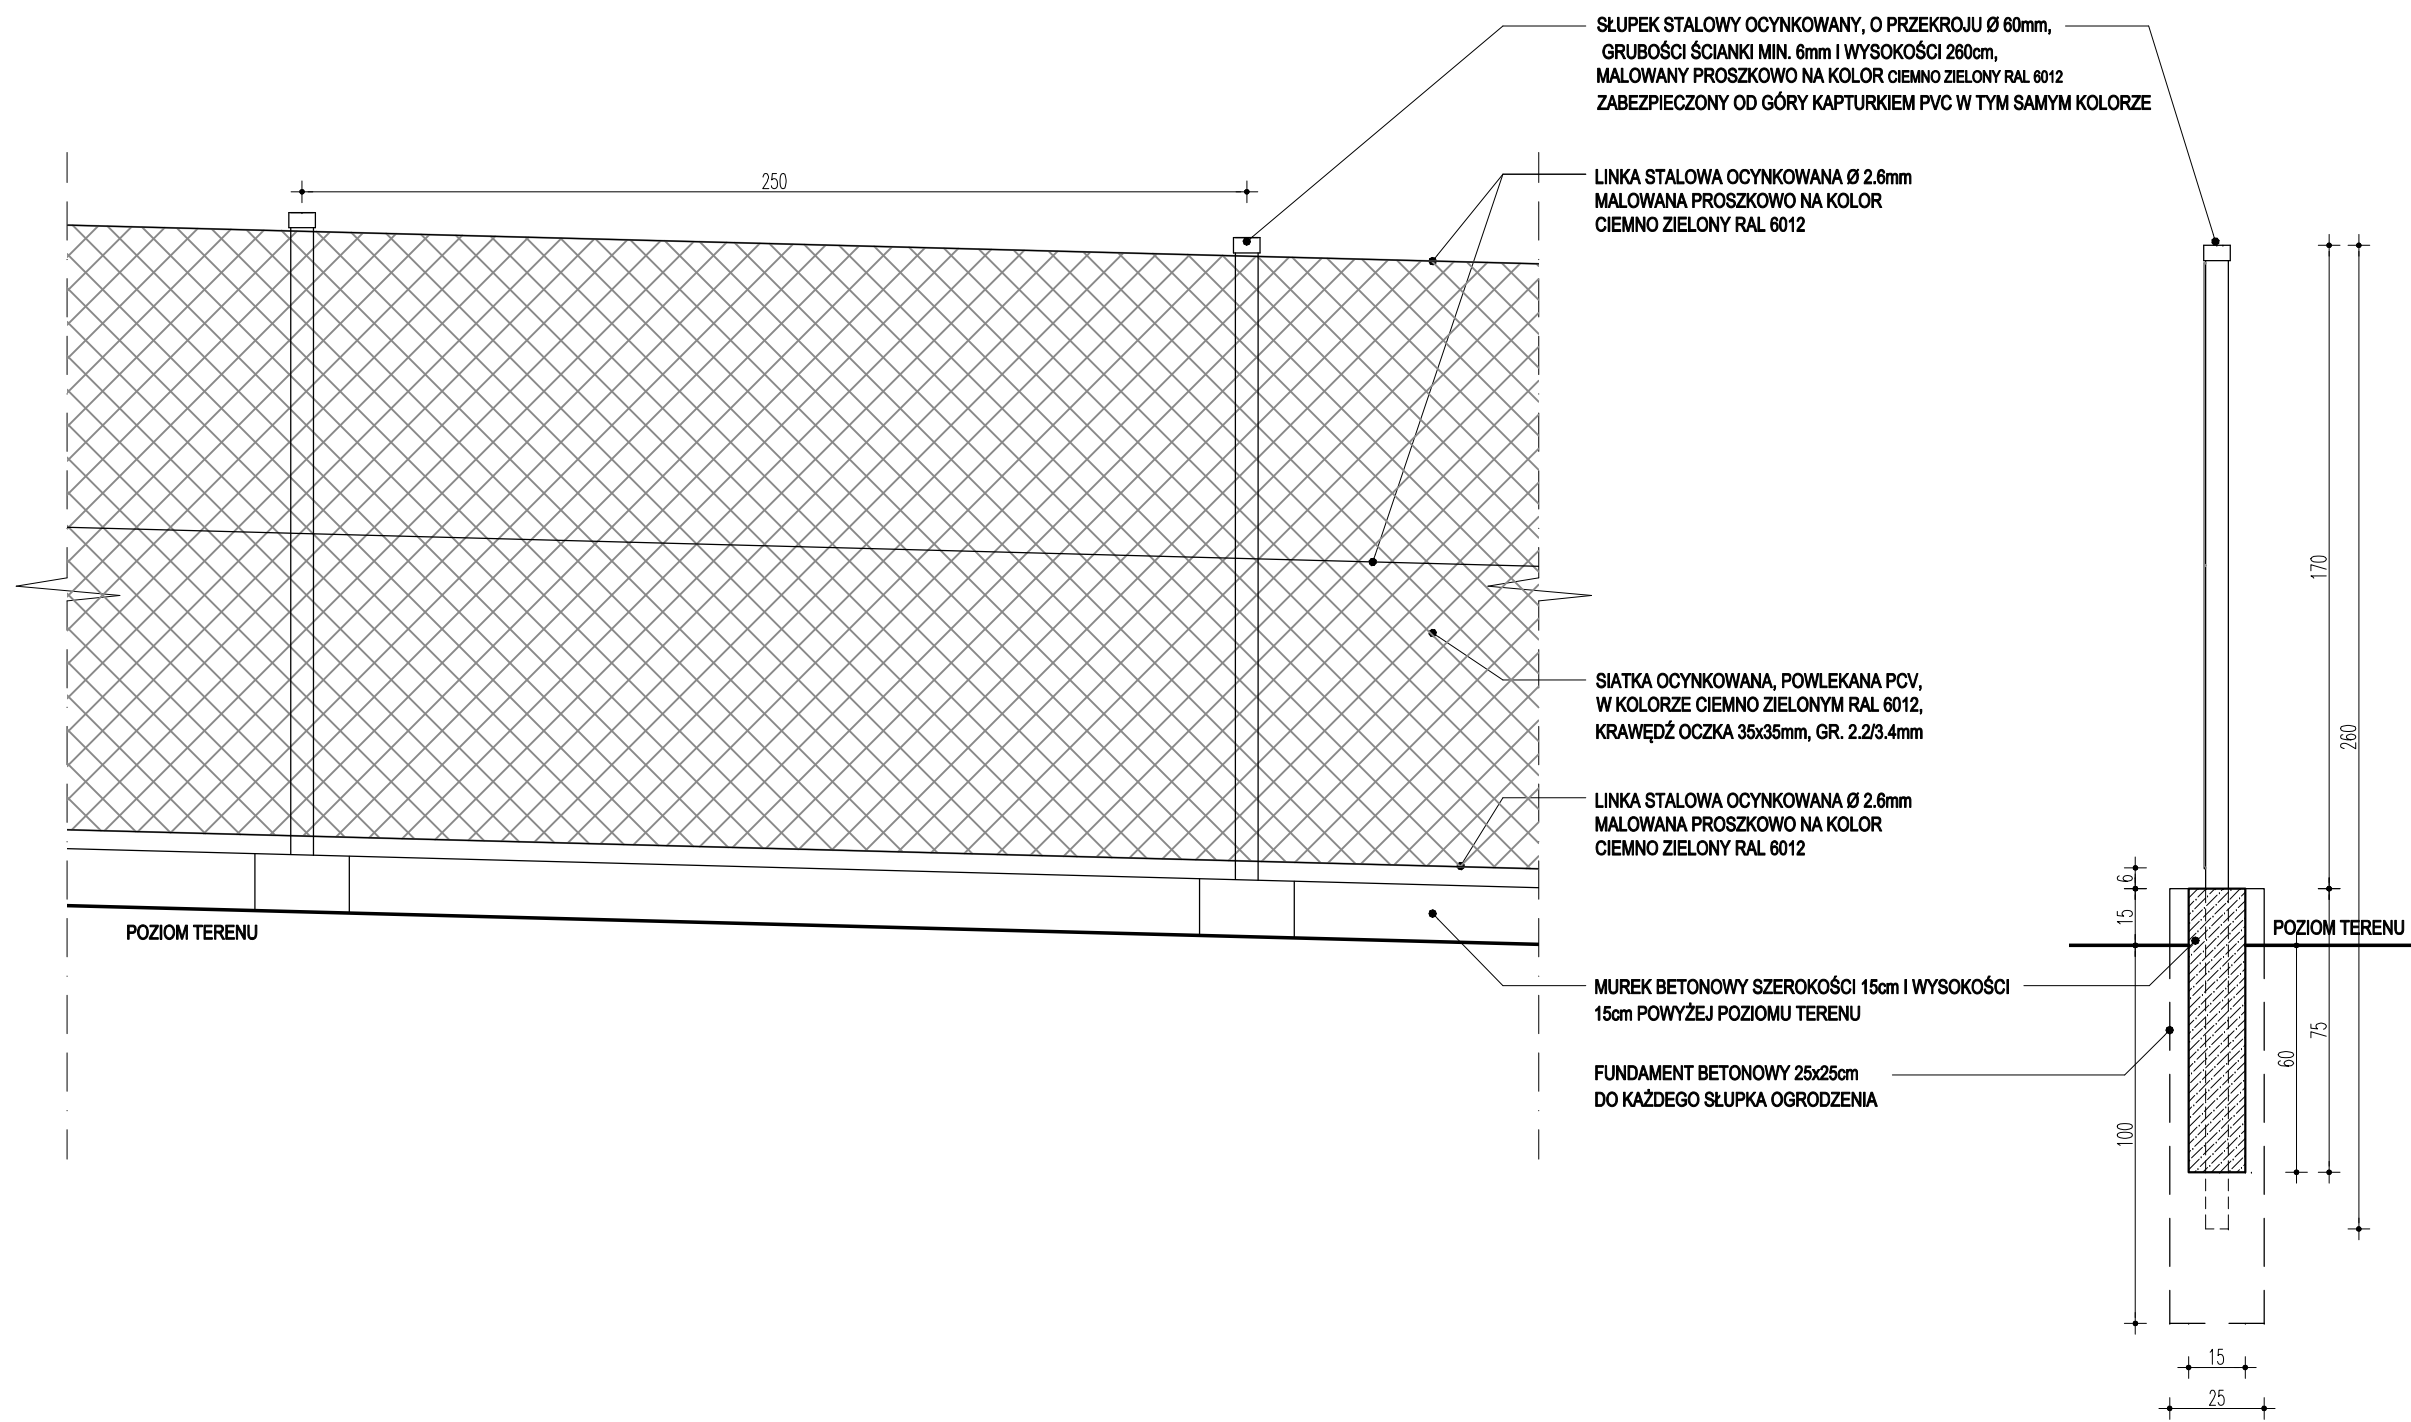 SŁUPEK STALOWY OCYNKOWANY, O PRZEKROJU Ø 60mm,
GRUBOŚCI ŚCIANKI MIN. 6mm I WYSOKOŚCI 260cm,
MALOWANY PROSZKOWO NA KOLOR CIEMNO ZIELONY RAL 6012
ZABEZPIECZONY OD GÓRY KAPTURKIEM PVC W TYM SAMYM KOLORZE
250
LINKA STALOWA OCYNKOWANA Ø 2.6mm
MALOWANA PROSZKOWO NA KOLOR
CIEMNO ZIELONY RAL 6012
170
SIATKA OCYNKOWANA, POWLEKANA PCV,
W KOLORZE CIEMNO ZIELONYM RAL 6012,
KRAWĘDŹ OCZKA 35x35mm, GR. 2.2/3.4mm
260
LINKA STALOWA OCYNKOWANA Ø 2.6mm
MALOWANA PROSZKOWO NA KOLOR
CIEMNO ZIELONY RAL 6012
6
15
POZIOM TERENU
POZIOM TERENU
MUREK BETONOWY SZEROKOŚCI 15cm I WYSOKOŚCI
15cm POWYŻEJ POZIOMU TERENU
75
60
FUNDAMENT BETONOWY 25x25cm
DO KAŻDEGO SŁUPKA OGRODZENIA
100
15
25